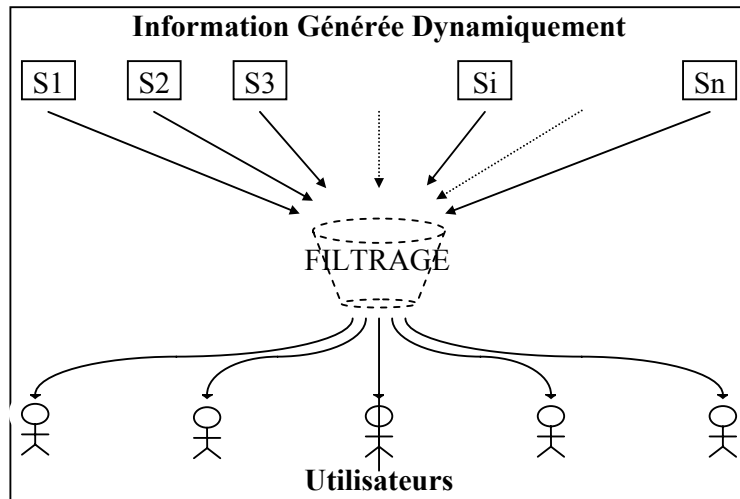 Information Générée Dynamiquement
S1 S2 S3 Si Sn
FILTRAGE
Utilisateurs